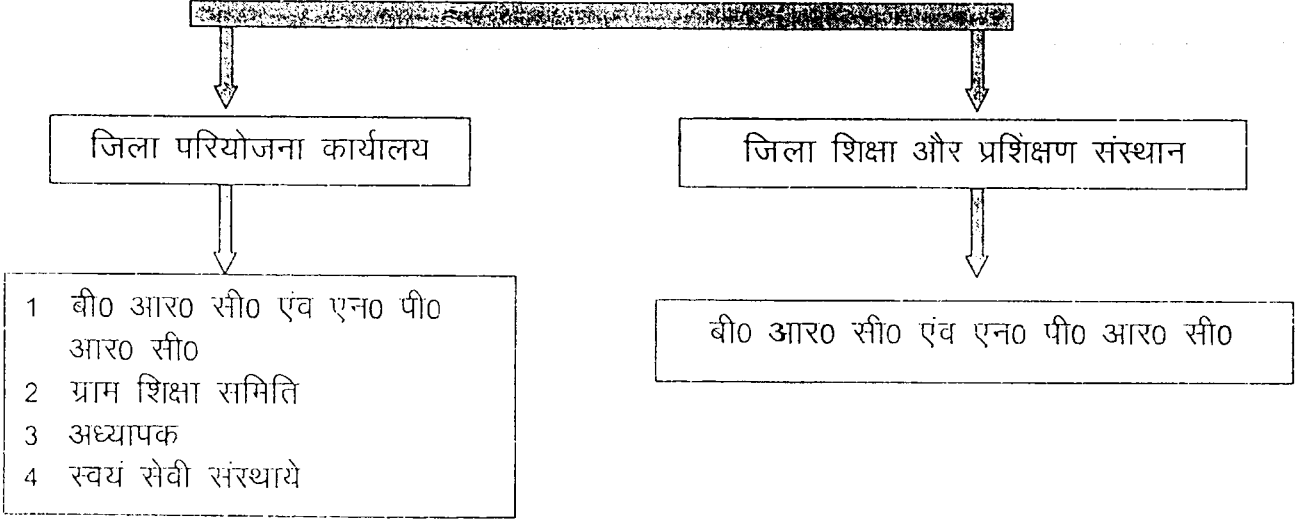 जिला परियोजना कार्यालय
जिला शिक्षा और प्रशिंक्षण संस्थान
1 बी0 आर0 सी0 एंव एन0 पी0
आर0 सी0
2 ग्राम शिक्षा समिति
3 अध्यापक
4 स्वयं सेवी संस्थाये
बी0 आर0 सी0 एंव एन0 पी0 आर0 सी0